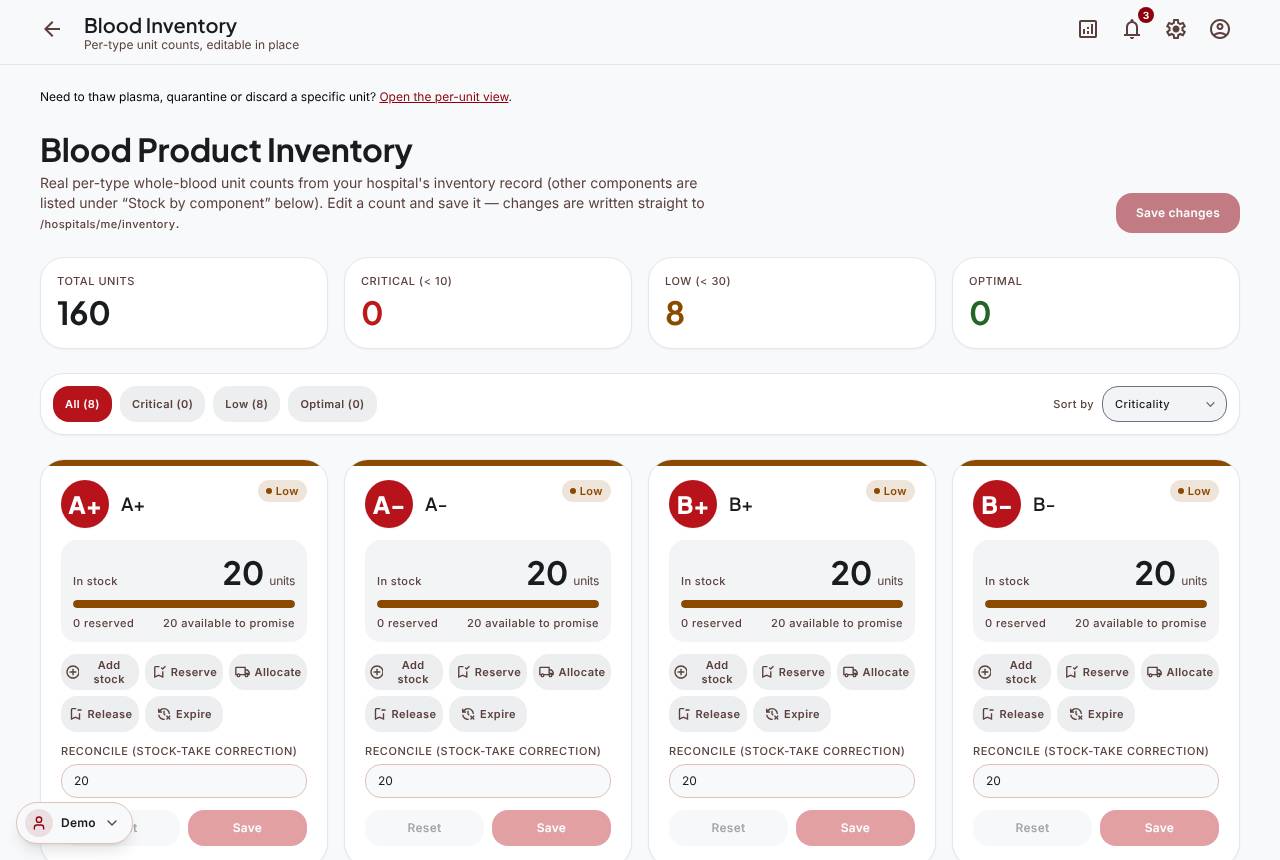 Blood Inventory
Per-type unit counts, editable in place
3
Need to thaw plasma, quarantine or discard a specific unit? Open the per-unit view.
Blood Product Inventory
Real per-type whole-blood unit counts from your hospital's inventory record (other components are
listed under “Stock by component” below). Edit a count and save it — changes are written straight to
/hospitals/me/inventory.
Save changes
TOTAL UNITS
160
CRITICAL (< 10)
0
LOW (< 30)
8
OPTIMAL
0
All (8)
Critical (0)
Low (8)
Optimal (0)
Sort by
Criticality
A+
A+
Low
In stock
20 units
0 reserved
20 available to promise
Add stock
Reserve
Allocate
Release
Expire
RECONCILE (STOCK-TAKE CORRECTION)
20
Save
A−
A−
Low
In stock
20 units
0 reserved
20 available to promise
Add stock
Reserve
Allocate
Release
Expire
RECONCILE (STOCK-TAKE CORRECTION)
20
Reset
Save
B+
B+
Low
In stock
20 units
0 reserved
20 available to promise
Add stock
Reserve
Allocate
Release
Expire
RECONCILE (STOCK-TAKE CORRECTION)
20
Reset
Save
B−
B−
Low
In stock
20 units
0 reserved
20 available to promise
Add stock
Reserve
Allocate
Release
Expire
RECONCILE (STOCK-TAKE CORRECTION)
20
Reset
Save
Demo